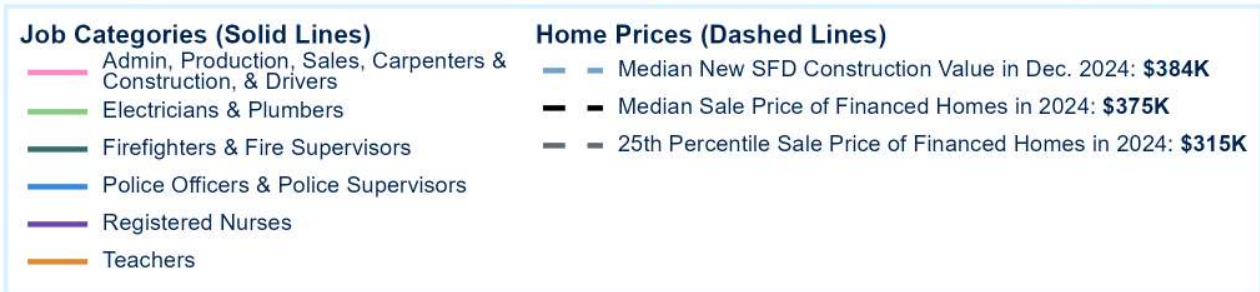 Job Categories (Solid Lines)
Admin, Production, Sales, Carpenters &
Construction, & Drivers
Electricians & Plumbers
Firefighters & Fire Supervisors
Police Officers & Police Supervisors
Registered Nurses
Teachers
Home Prices (Dashed Lines)
Median New SFD Construction Value in Dec. 2024: $384K
Median Sale Price of Financed Homes in 2024: $375K
25th Percentile Sale Price of Financed Homes in 2024: $315K